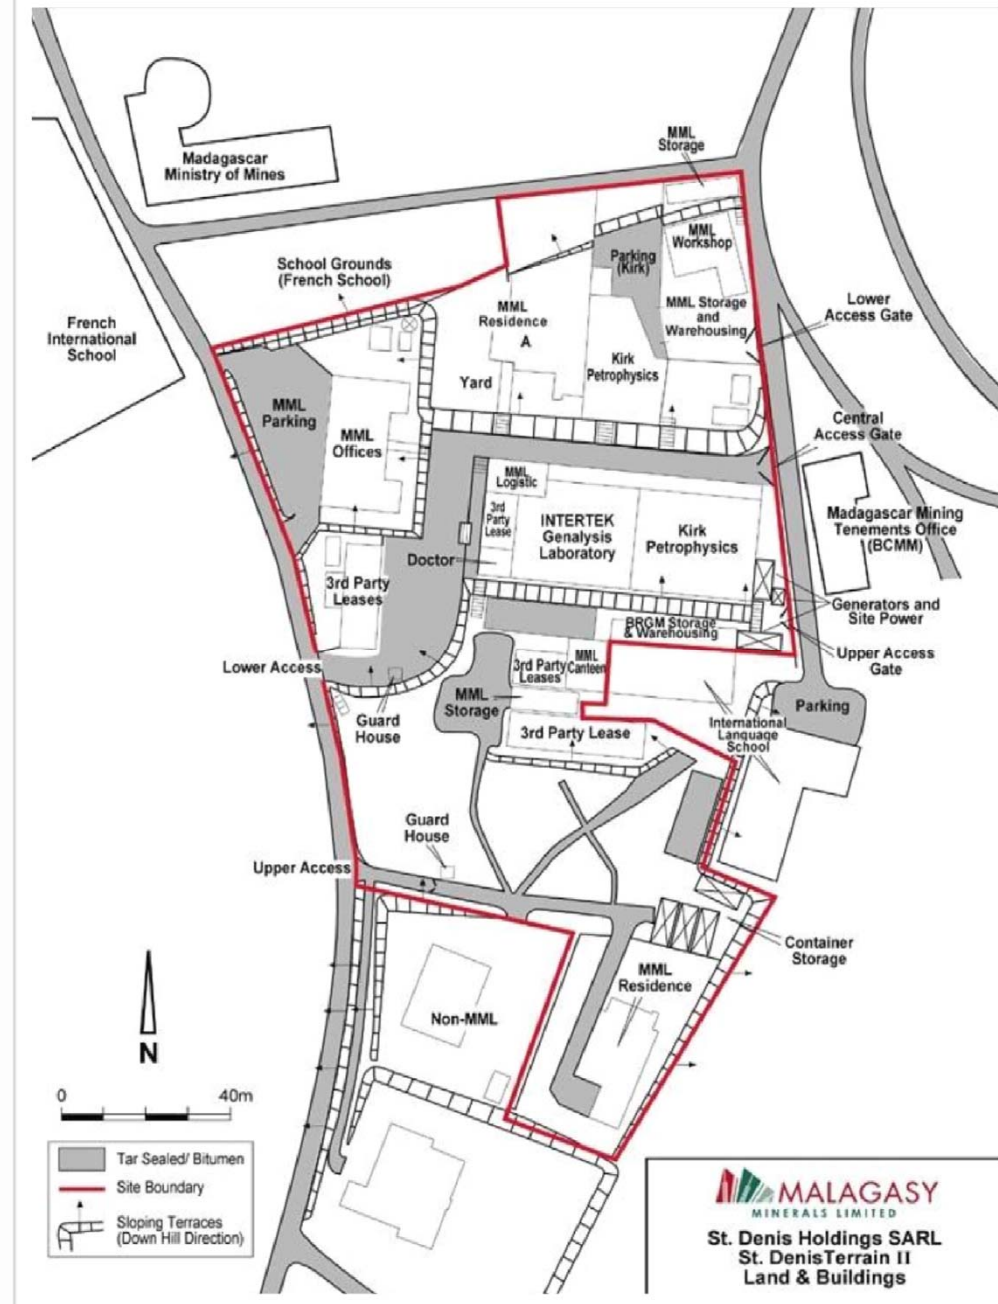 MML
Storage
Madagascar
Ministry of Mines
MML
Workshop
Parking
(Kirk)
School Grounds
(French School)
MML Storage
and
Warehousing
Lower
Access Gate
MML
Residence
A
French
International
School
Kirk
Petrophysics
Yard
MML
Parking
Central
Access Gate
MML
Offices
MML
Logistic
3rd
Party
Lease
INTERTEK
Genalysis
Laboratory
Kirk
Petrophysics
Madagascar Mining
Tenements Office
(BCMM)
Doctor
3rd Party
Leases
Generators and
Site Power
BRGM Storage
& Warehousing
Upper Access
Gate
Lower Access
3rd Party
Leases
MML
Canteen
MML
Storage
Guard
House
Parking
International
Language
School
3rd Party Lease
Guard
House
Upper Access
Container
Storage
MML
Residence
Non-MML
N
0 40m
Tar Sealed/ Bitumen
Site Boundary
Sloping Terraces
(Down Hill Direction)
MALAGASY
MINERALS LIMITED
St. Denis Holdings SARL
St. DenisTerrain II
Land & Buildings